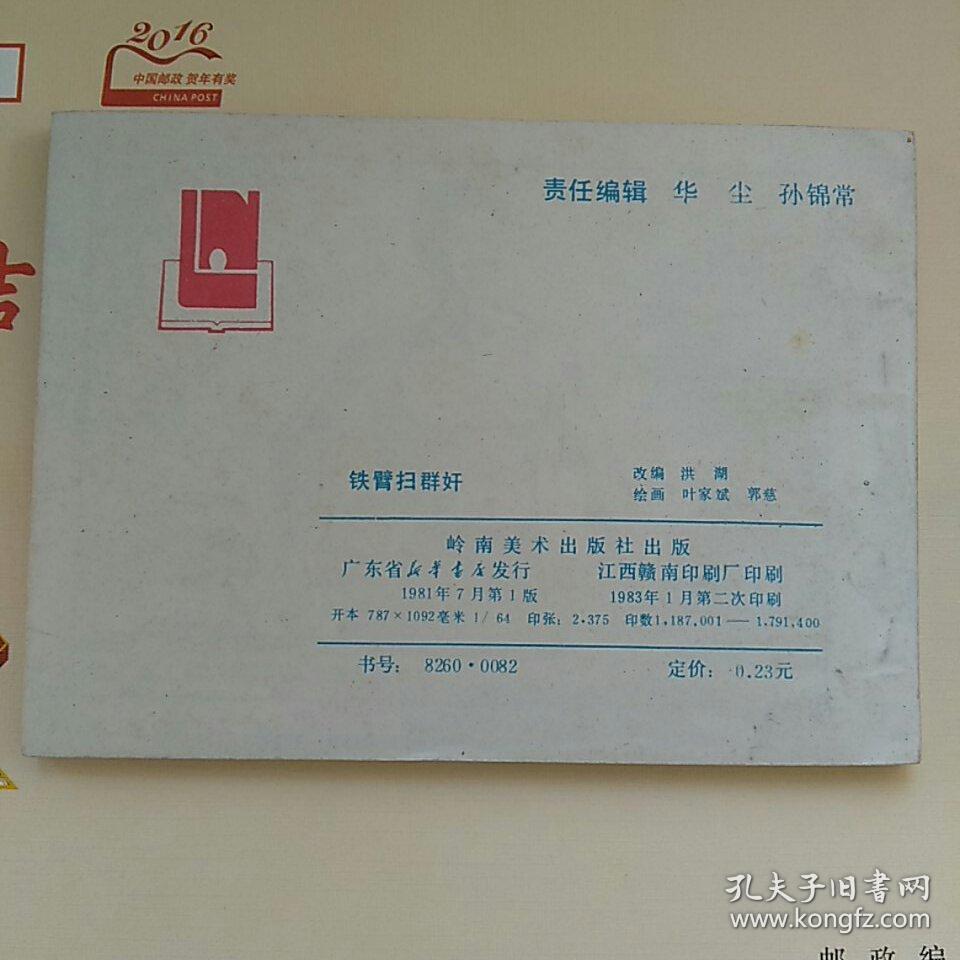 2016
中国邮政 贺年有奖
CHINA POST
吉
责任编辑 华 尘 孙锦常
铁臂扫群奸
改编 洪 湖
绘画 叶家斌 郭慈
岭南美术出版社出版
广东省新华书店发行 江西赣南印刷厂印刷
1981年7月第1版 1983年1月第二次印刷
开本 787×1092毫米 1/64 印张：2.375 印数1,187,001—1,791,400
书号：8260·0082 定价：0.23元
孔夫子旧书网
www.kongfz.com
邮政编